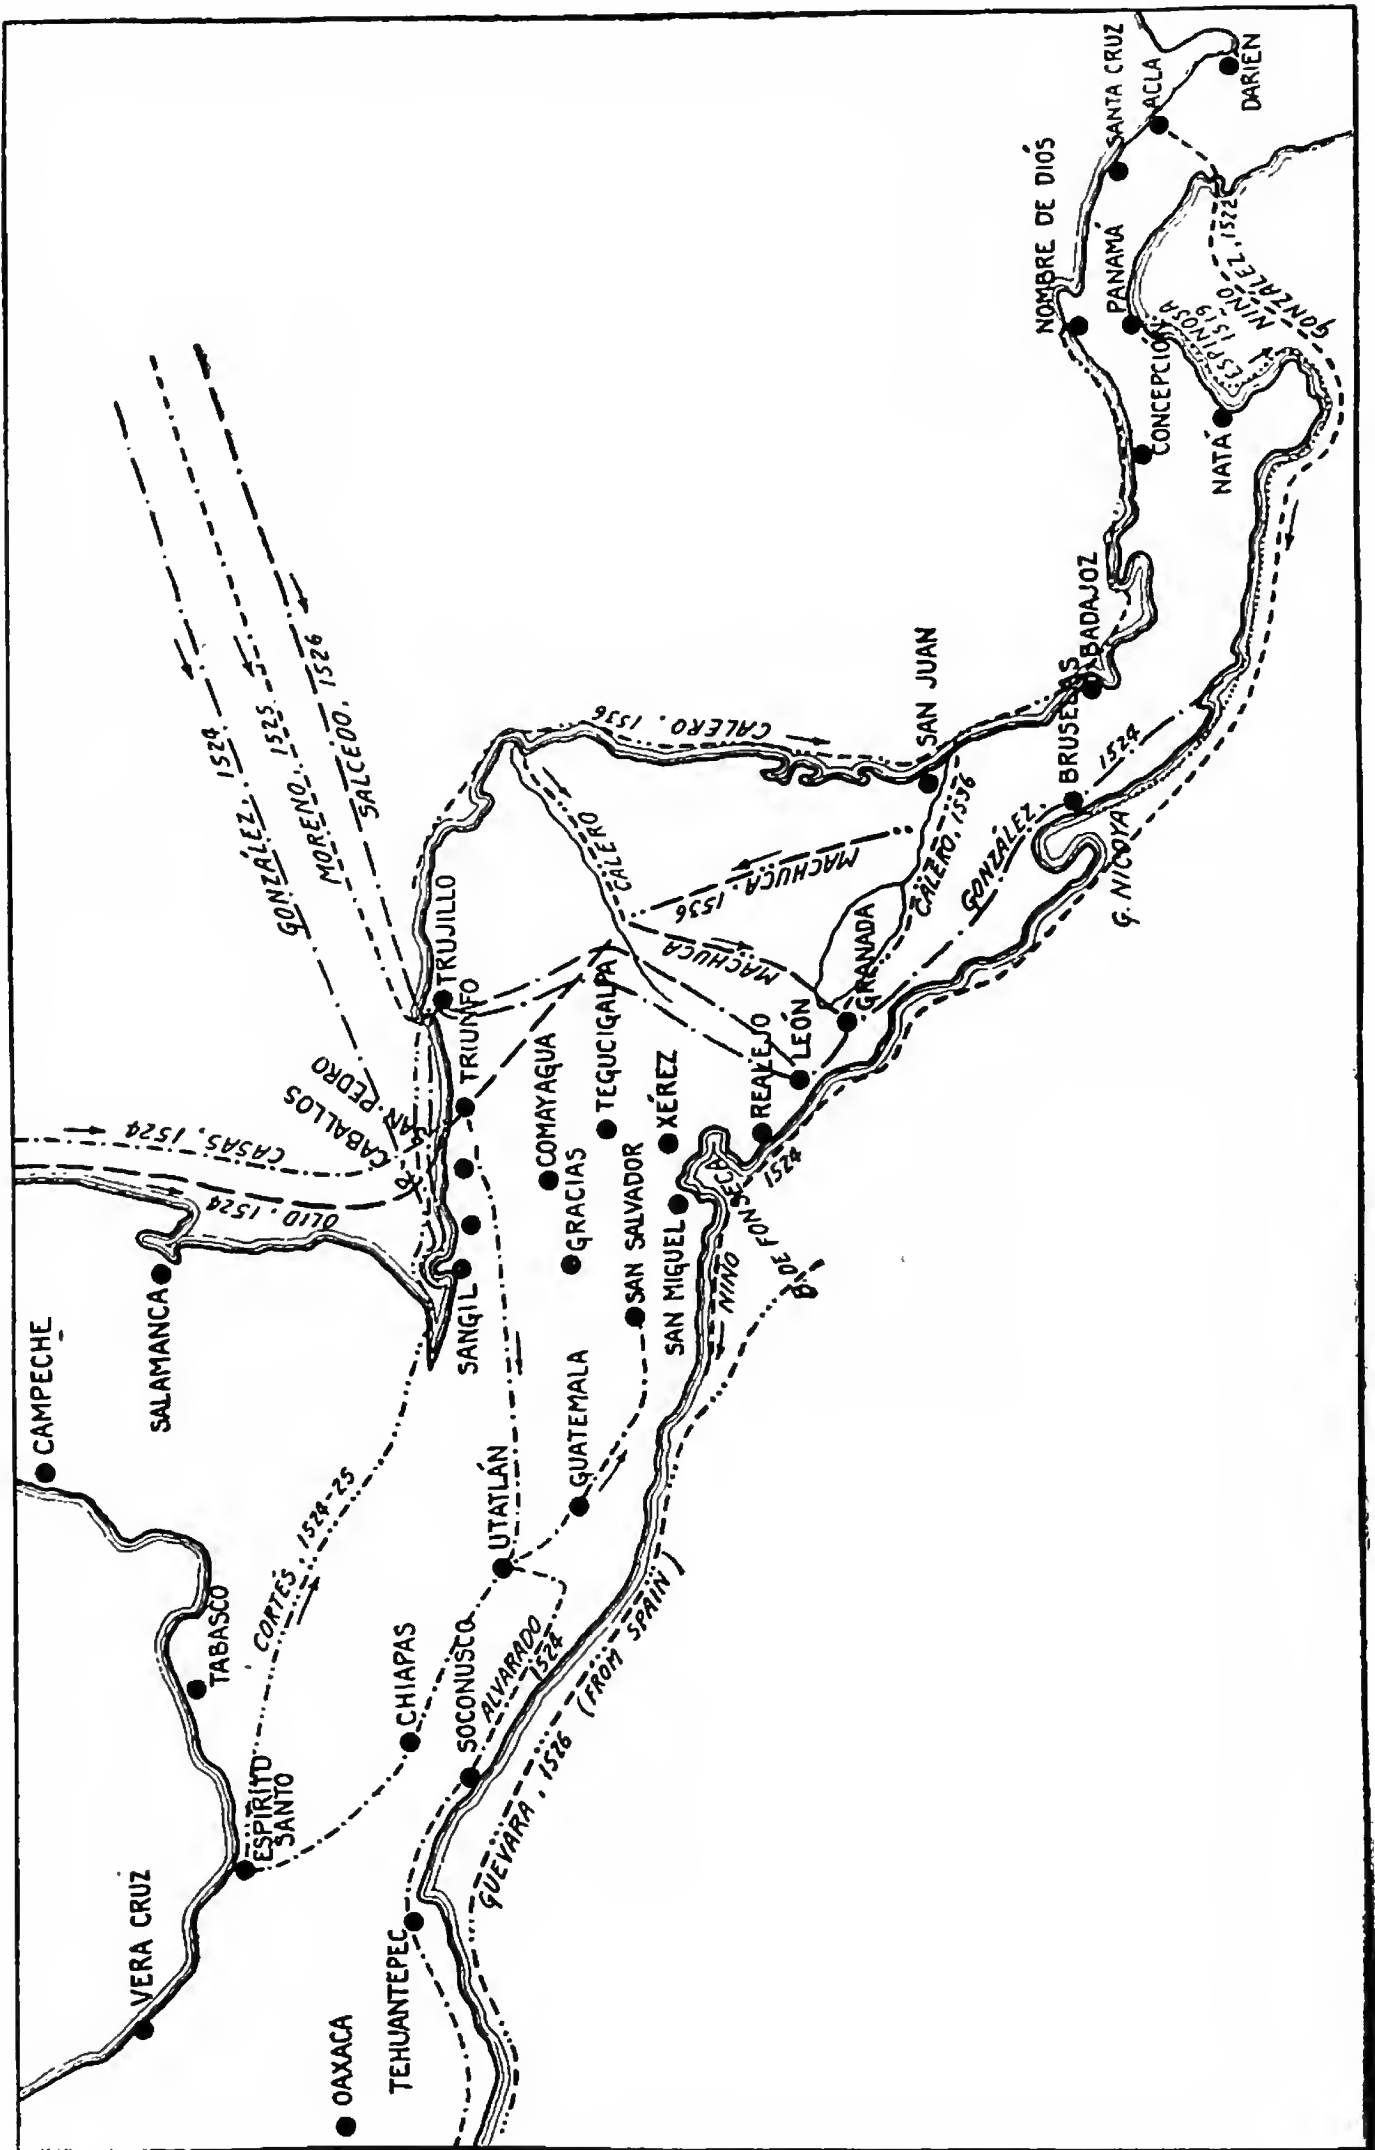 VERA CRUZ
OAXACA
TEHUANTEPEC
ESPÍRITO
SANTO
TABASCO
CAMPECHE
CHIAPAS
SOCONUSCO
ALVARADO
1524
GUEVARA, 1526 (FROM SPAIN)
CORTÉS, 1524-25
UTATLÁN
GUATEMALA
SALAMANCA
SANGIL
OLID, 1524
CASAS, 1524
CABALLOS
SAN PEDRO
P.
GRACIAS
COMAYAGUA
SAN SALVADOR
SAN MIGUEL
NIÑO
B. DE FONSECA
1524
XÉREZ
TEGUCIGALPA
REALEJO
LEÓN
GRANADA
TRIUNFO
TRUJILLO
GONZÁLEZ, 1524
MORENO, 1525
SALCEDO, 1526
CALERO
MACHUCA
MACHUCA, 1536
CALERO, 1536
CALERO, 1536
SAN JUAN
GONZÁLEZ, 1524
G. NICOYA
BRUSELAS
BADAJOZ
CONCEPCION
NATÁ
NOMBRE DE DIÓS
PANAMÁ
ESPINOSA
1519
NIÑO
GONZÁLEZ, 1522
SANTA CRUZ
ACLA
DARIEN